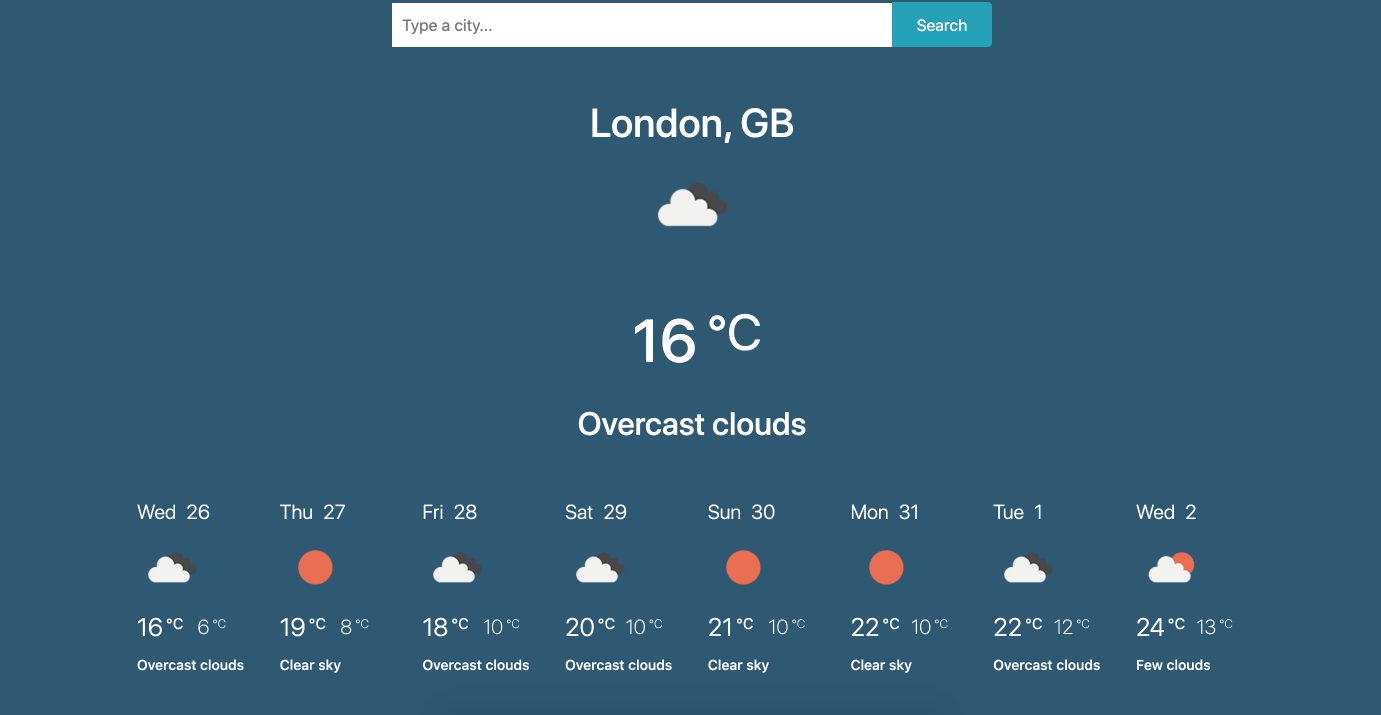 Type a city... Search
London, GB
16 °C
Overcast clouds
Wed 26 Thu 27 Fri 28 Sat 29 Sun 30 Mon 31 Tue 1 Wed 2
16 °C 6 °C 19 °C 8 °C 18 °C 10 °C 20 °C 10 °C 21 °C 10 °C 22 °C 10 °C 22 °C 12 °C 24 °C 13 °C
Overcast clouds Clear sky Overcast clouds Overcast clouds Clear sky Clear sky Overcast clouds Few clouds